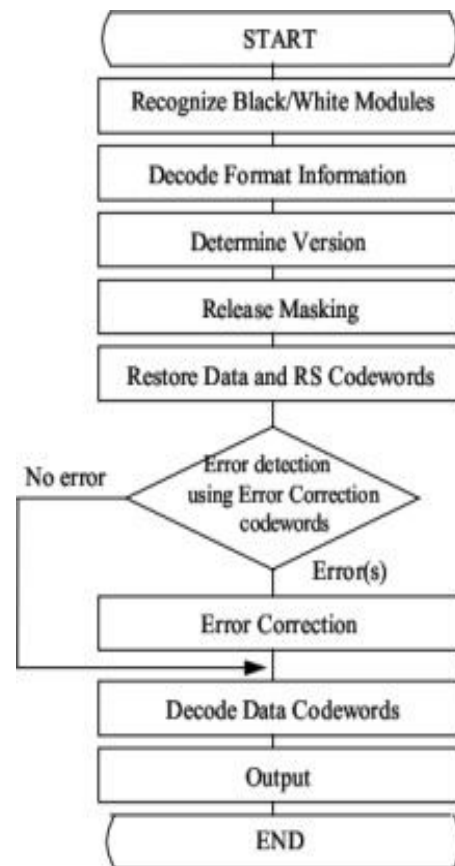 START
Recognize Black/White Modules
Decode Format Information
Determine Version
Release Masking
Restore Data and RS Codewords
No error
Error detection
using Error Correction
codewords
Error(s)
Error Correction
Decode Data Codewords
Output
END